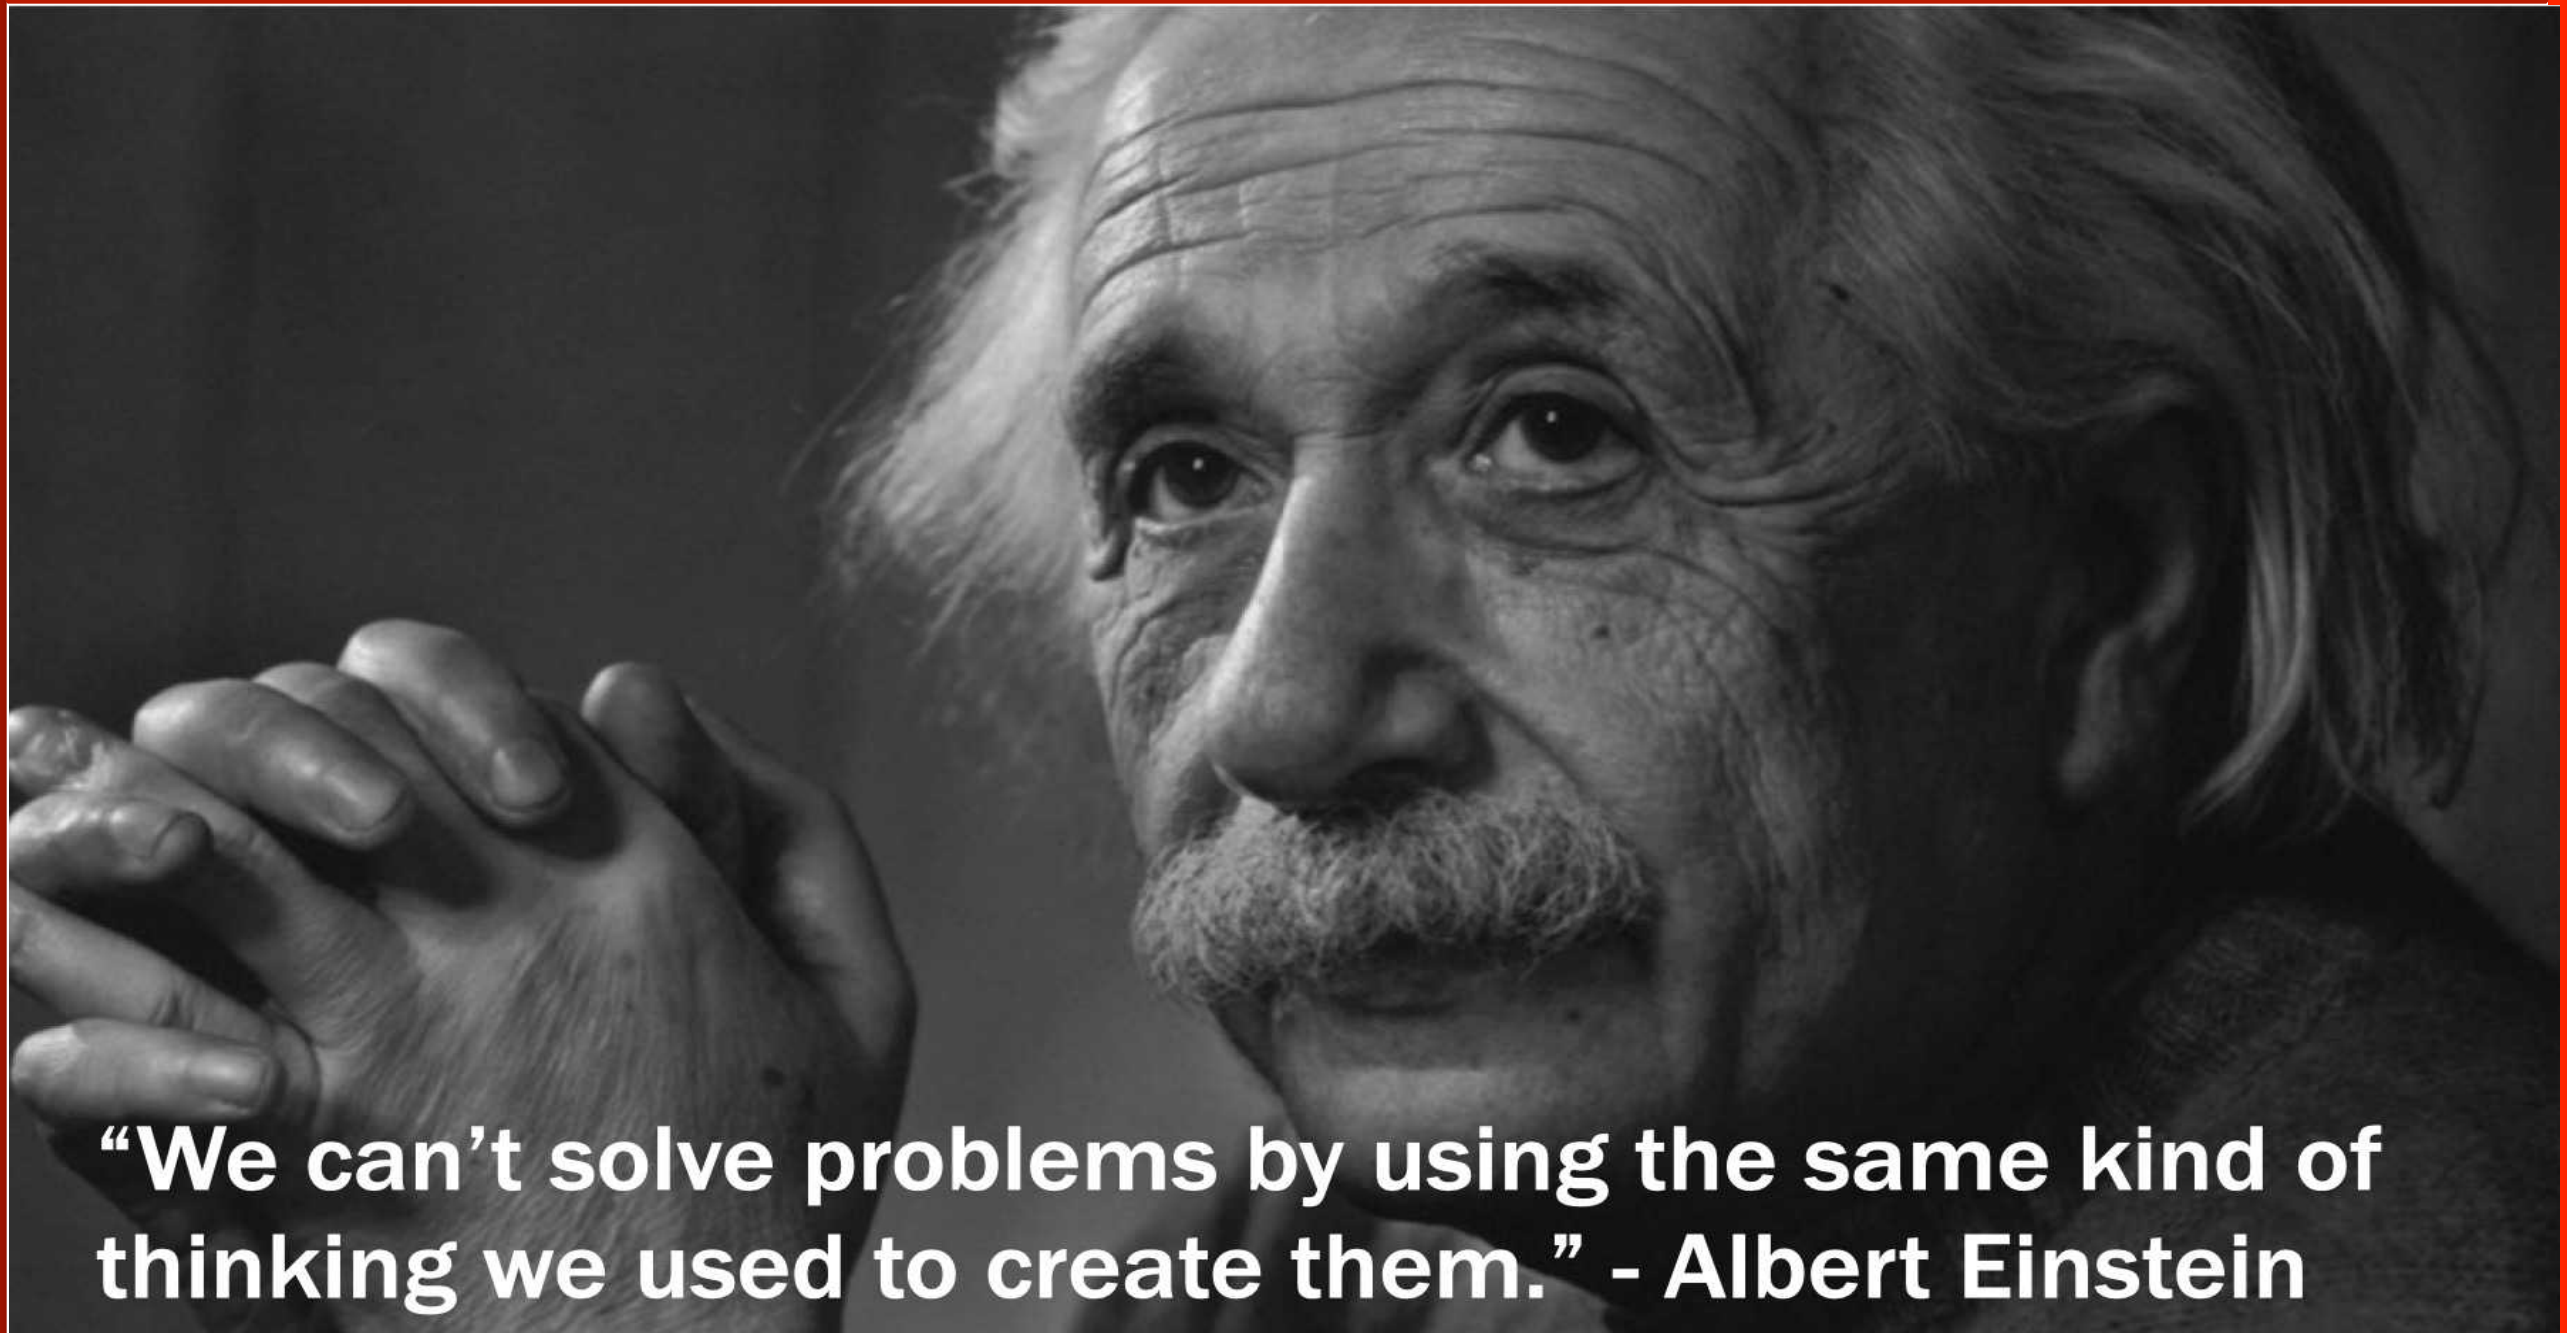 “We can’t solve problems by using the same kind of
thinking we used to create them.” - Albert Einstein